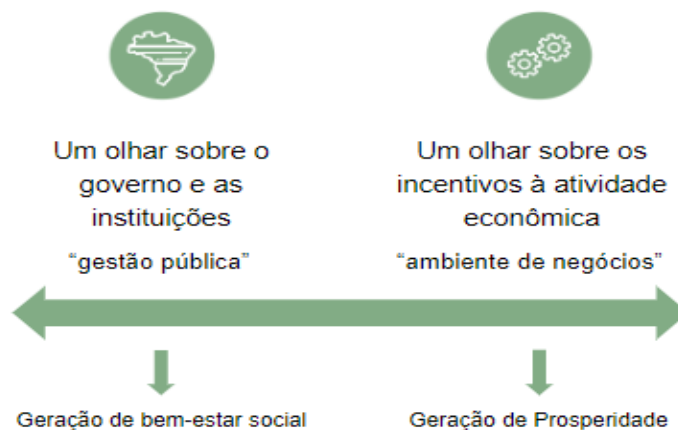 Um olhar sobre o
governo e as
instituições
“gestão pública”
Um olhar sobre os
incentivos à atividade
econômica
“ambiente de negócios”
Geração de bem-estar social
Geração de Prosperidade